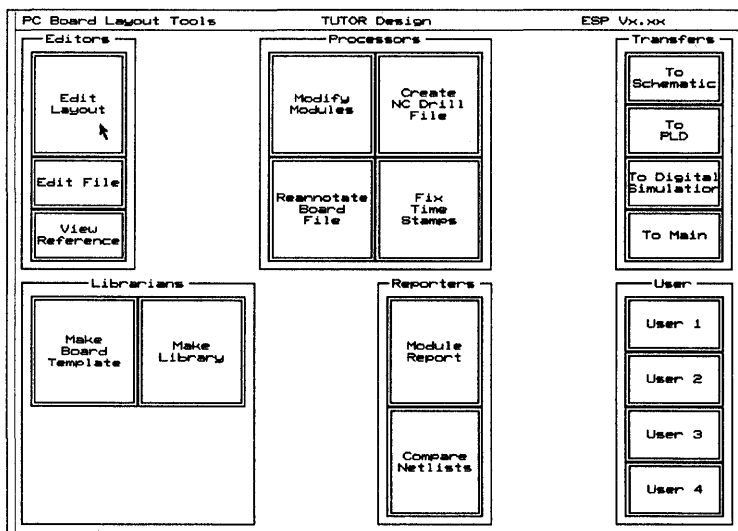 PC Board Layout Tools TUTOR Design ESP Vx.xx
Editors
Edit
Layout
Edit File
View
Reference
Processors
Modify
Modules
Create
NC Drill
File
Reannotate
Board
File
Fix
Time
Stamps
Transfers
To
Schematic
To
PLD
To Digital
Simulation
To Main
Librarians
Make
Board
Template
Make
Library
Reporters
Module
Report
Compare
Netlists
User
User 1
User 2
User 3
User 4